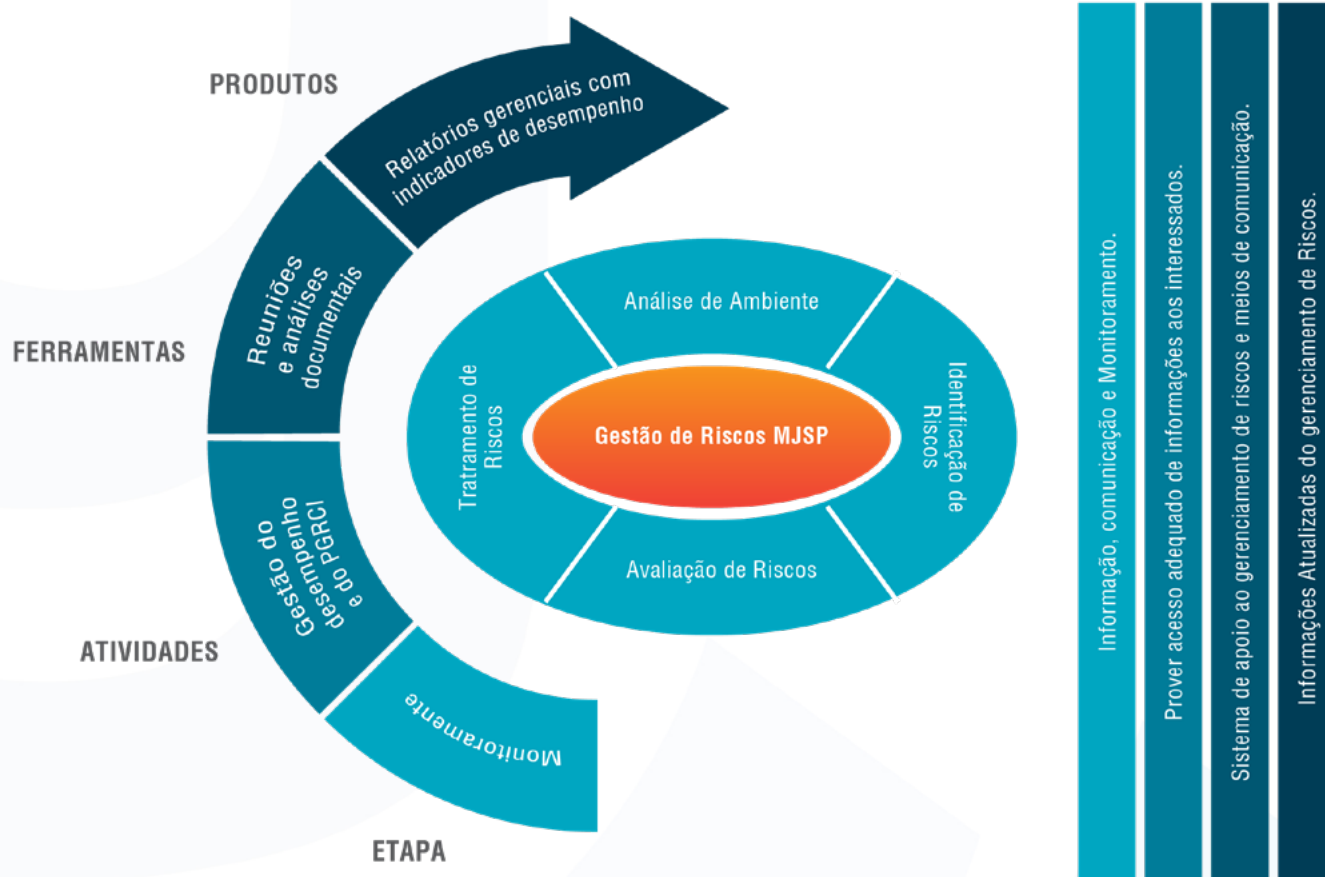 PRODUTOS
Relatórios gerenciais com
indicadores de desempenho
FERRAMENTAS
Reuniões
e análises
documentais
ATIVIDADES
Gestão do
desempenho
e do PGRCI
ETAPA
Monitoramente
Análise de Ambiente
Identificação de
Riscos
Avaliação de Riscos
Tratramento de
Riscos
Gestão de Riscos MJSP
Informação, comunicação e Monitoramento.
Prover acesso adequado de informações aos interessados.
Sistema de apoio ao gerenciamento de riscos e meios de comunicação.
Informações Atualizadas do gerenciamento de Riscos.